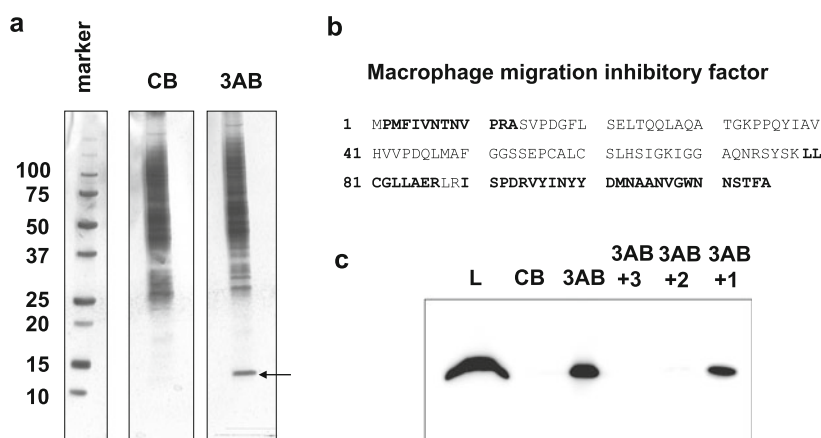 a
marker
CB
3AB
100
75
50
37
25
20
15
10
b
Macrophage migration inhibitory factor
1 MPMFIVNTNV PRASVPDGFL SELTQQLAQA TGKPPQYIAV
41 HVVPDQLMAF GGSSEPCALC SLHSIGKIGG AQNRSYSKLL
81 CGLLAERLRI SPDRVYINYY DMNAANVGWN NSTFA
c
L CB 3AB 3AB+3 3AB+2 3AB+1